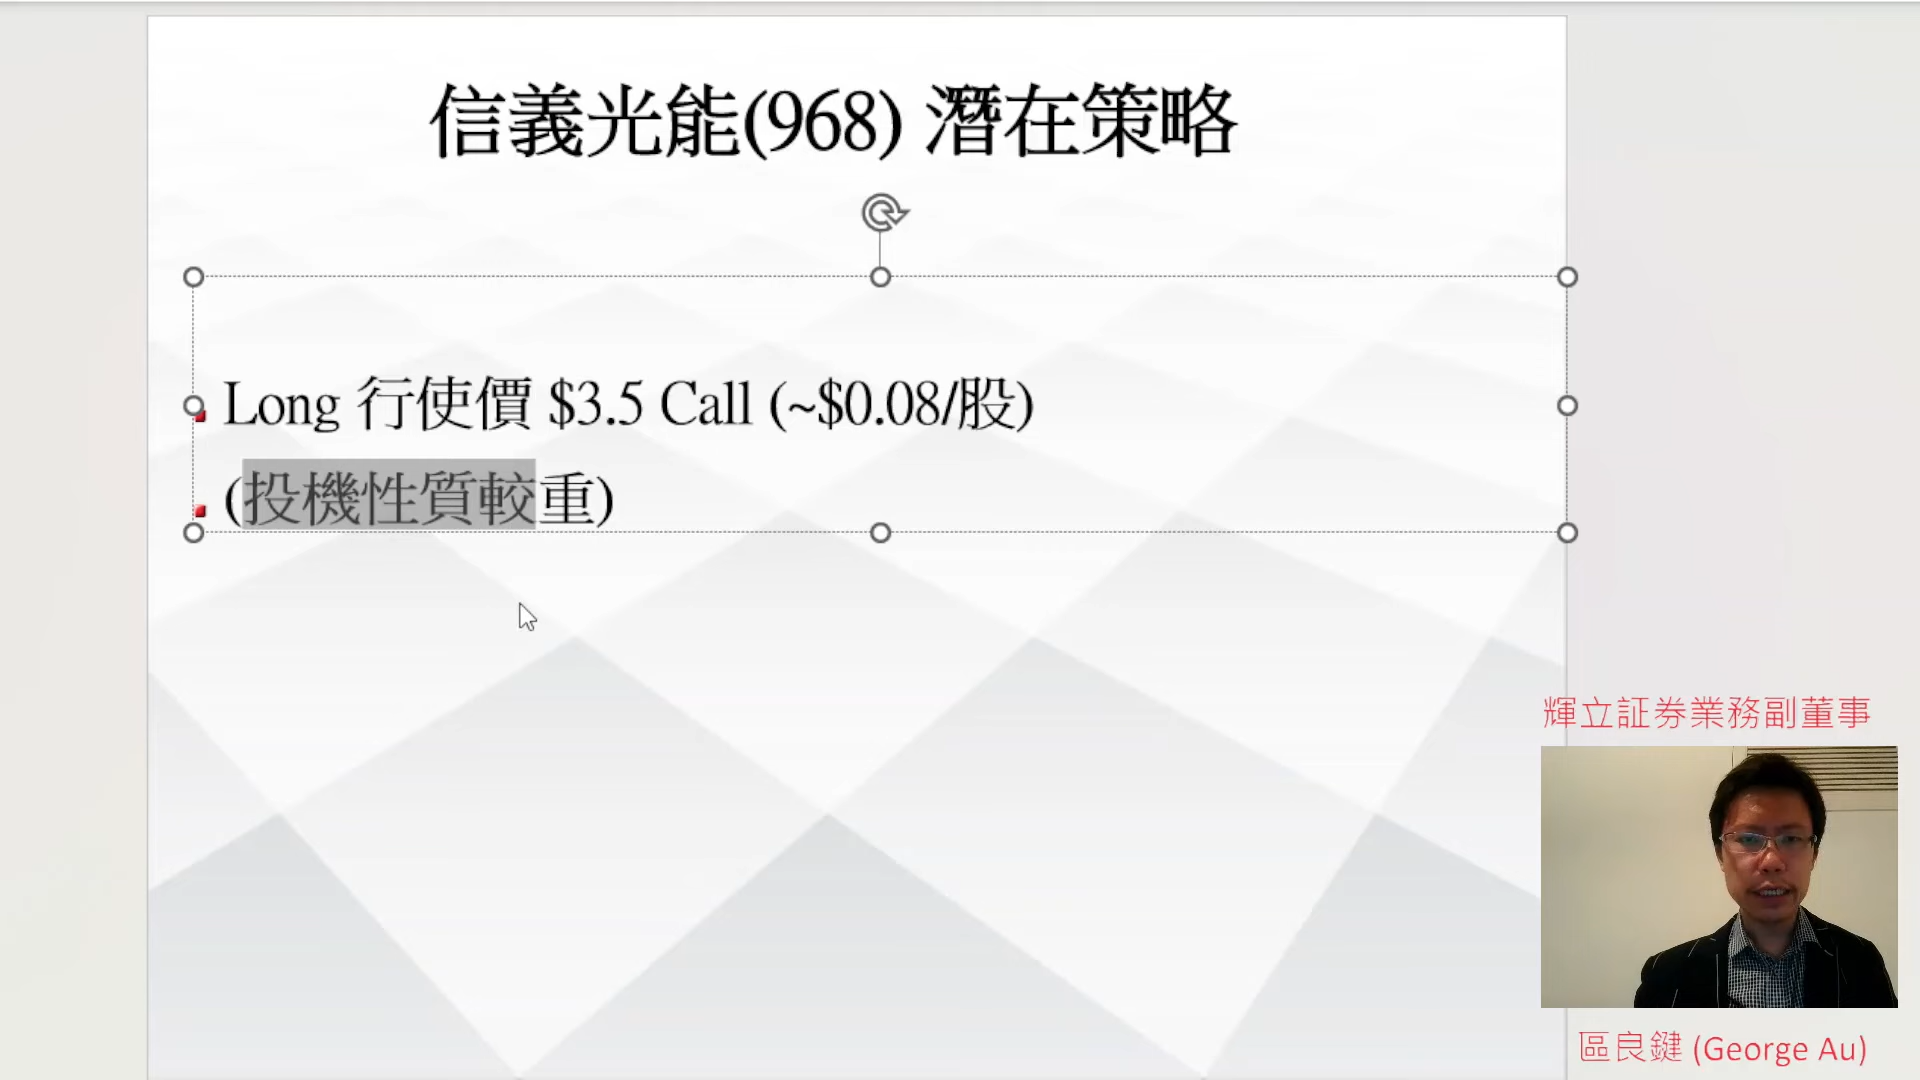 信義光能(968) 潛在策略
Long 行使價 $3.5 Call (~$0.08/股)
(投機性質較重)
輝立証券業務副董事
區良鍵 (George Au)